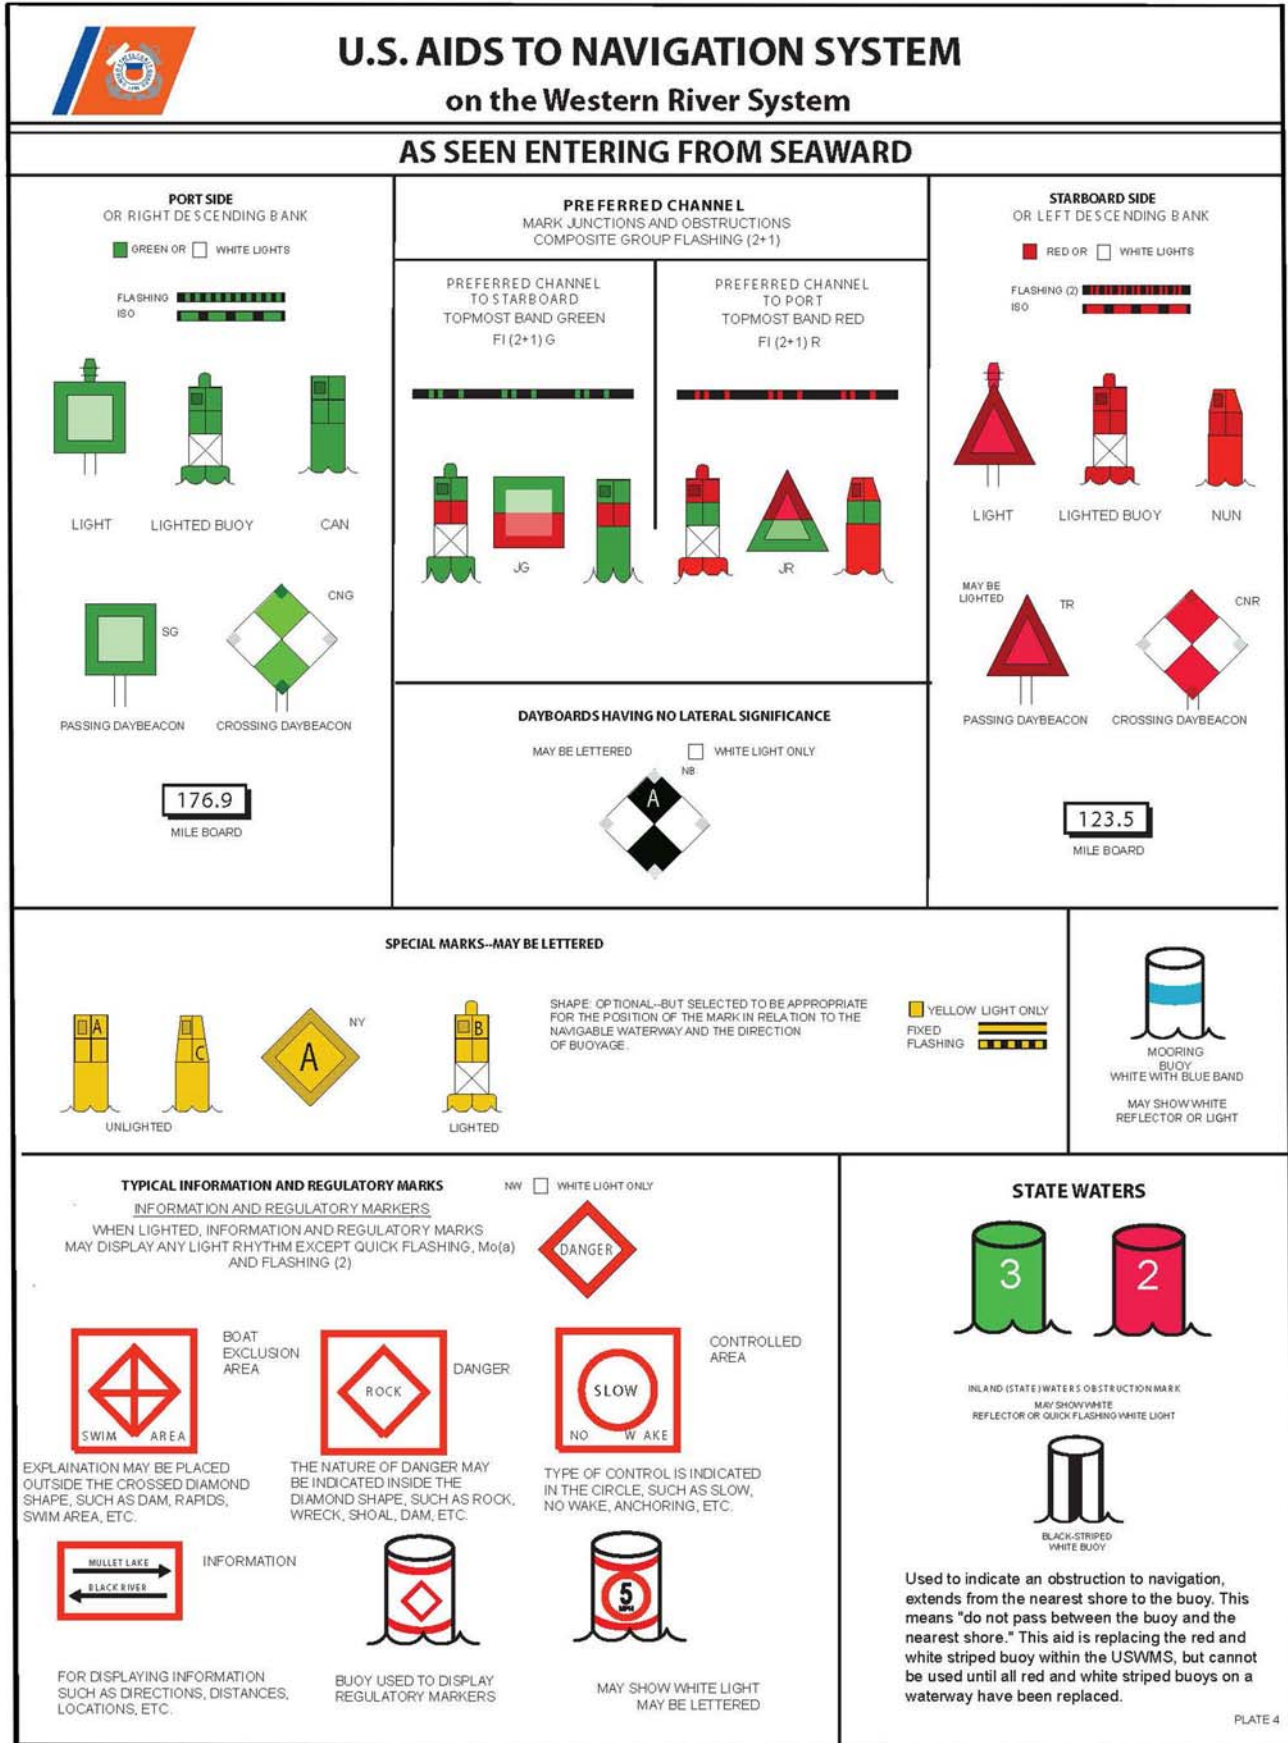 U.S. AIDS TO NAVIGATION SYSTEM
on the Western River System
AS SEEN ENTERING FROM SEAWARD
PORT SIDE
OR RIGHT DESCENDING BANK
GREEN OR WHITE LIGHTS
FLASHING
ISO
LIGHT
LIGHTED BUOY
CAN
SG
CNG
PASSING DAYBEACON
CROSSING DAYBEACON
176.9
MILE BOARD
PREFERRED CHANNEL
MARK JUNCTIONS AND OBSTRUCTIONS
COMPOSITE GROUP FLASHING (2+1)
PREFERRED CHANNEL
TO STARBOARD
TOPMOST BAND GREEN
FI (2+1) G
JG
PREFERRED CHANNEL
TO PORT
TOPMOST BAND RED
FI (2+1) R
JR
DAYBOARDS HAVING NO LATERAL SIGNIFICANCE
MAY BE LETTERED
WHITE LIGHT ONLY
NB
A
STARBOARD SIDE
OR LEFT DESCENDING BANK
RED OR WHITE LIGHTS
FLASHING (2)
ISO
LIGHT
LIGHTED BUOY
NUN
MAY BE
LIGHTED
TR
CNR
PASSING DAYBEACON
CROSSING DAYBEACON
123.5
MILE BOARD
SPECIAL MARKS--MAY BE LETTERED
A
C
UNLIGHTED
NY
A
B
LIGHTED
SHAPE: OPTIONAL--BUT SELECTED TO BE APPROPRIATE
FOR THE POSITION OF THE MARK IN RELATION TO THE
NAVIGABLE WATERWAY AND THE DIRECTION
OF BUOYAGE.
YELLOW LIGHT ONLY
FIXED
FLASHING
MOORING
BUOY
WHITE WITH BLUE BAND
MAY SHOW WHITE
REFLECTOR OR LIGHT
TYPICAL INFORMATION AND REGULATORY MARKS
NW WHITE LIGHT ONLY
INFORMATION AND REGULATORY MARKERS
WHEN LIGHTED, INFORMATION AND REGULATORY MARKS
MAY DISPLAY ANY LIGHT RHYTHM EXCEPT QUICK FLASHING, Mo(a)
AND FLASHING (2)
DANGER
SWIM AREA
BOAT
EXCLUSION
AREA
EXPLAINATION MAY BE PLACED
OUTSIDE THE CROSSED DIAMOND
SHAPE, SUCH AS DAM, RAPIDS,
SWIM AREA, ETC.
ROCK
DANGER
THE NATURE OF DANGER MAY
BE INDICATED INSIDE THE
DIAMOND SHAPE, SUCH AS ROCK,
WRECK, SHOAL, DAM, ETC.
SLOW
NO WAKE
CONTROLLED
AREA
TYPE OF CONTROL IS INDICATED
IN THE CIRCLE, SUCH AS SLOW,
NO WAKE, ANCHORING, ETC.
MULLET LAKE
BLACK RIVER
INFORMATION
FOR DISPLAYING INFORMATION
SUCH AS DIRECTIONS, DISTANCES,
LOCATIONS, ETC.
BUOY USED TO DISPLAY
REGULATORY MARKERS
5
MPH
MAY SHOW WHITE LIGHT
MAY BE LETTERED
STATE WATERS
3
2
INLAND (STATE) WATERS OBSTRUCTION MARK
MAY SHOW WHITE
REFLECTOR OR QUICK FLASHING WHITE LIGHT
BLACK-STRIPED
WHITE BUOY
Used to indicate an obstruction to navigation,
extends from the nearest shore to the buoy. This
means "do not pass between the buoy and the
nearest shore." This aid is replacing the red and
white striped buoy within the USWMS, but cannot
be used until all red and white striped buoys on a
waterway have been replaced.
PLATE 4